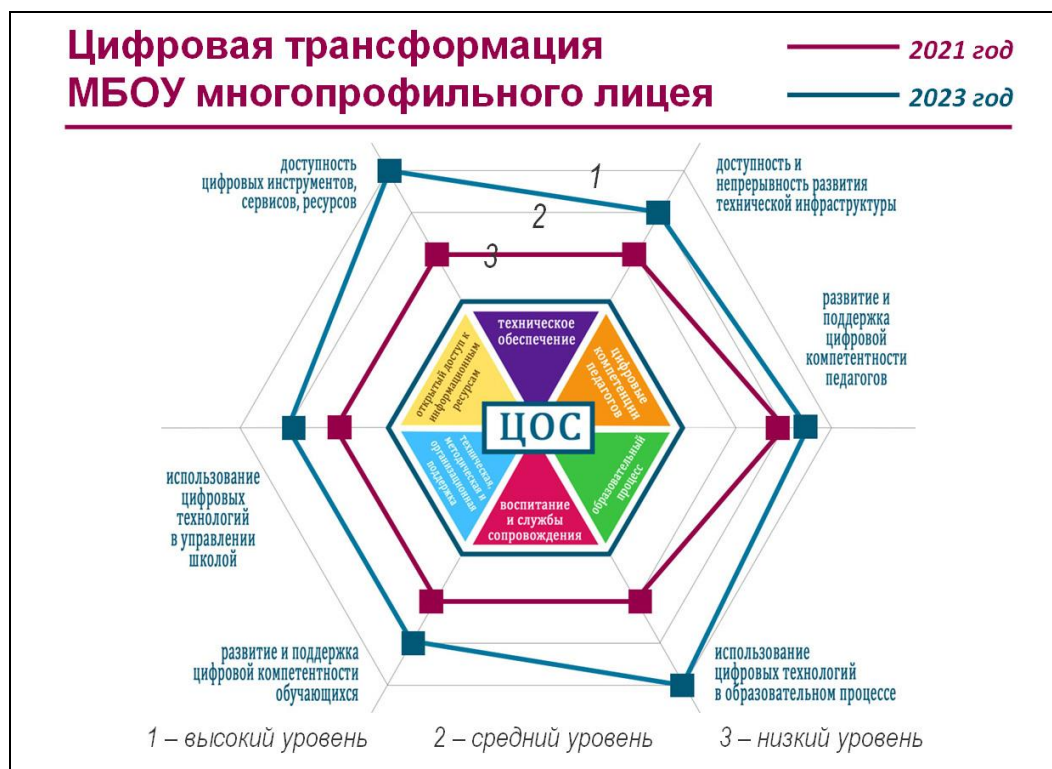 Цифровая трансформация
МБОУ многопрофильного лицея
2021 год
2023 год
доступность
цифровых инструментов,
сервисов, ресурсов
1
2
3
доступность и
непрерывность развития
технической инфраструктуры
развитие и
поддержка
цифровой
компетентности
педагогов
техническое
обеспечение
открытый доступ к
информационным
ресурсам
цифровые
компетенции
педагогов
ЦОС
техническая,
методическая и
организационная
поддержка
образовательный
процесс
воспитание
и службы
сопровождения
использование
цифровых
технологий
в управлении
школой
развитие и поддержка
цифровой компетентности
обучающихся
использование
цифровых технологий
в образовательном процессе
1 – высокий уровень
2 – средний уровень
3 – низкий уровень